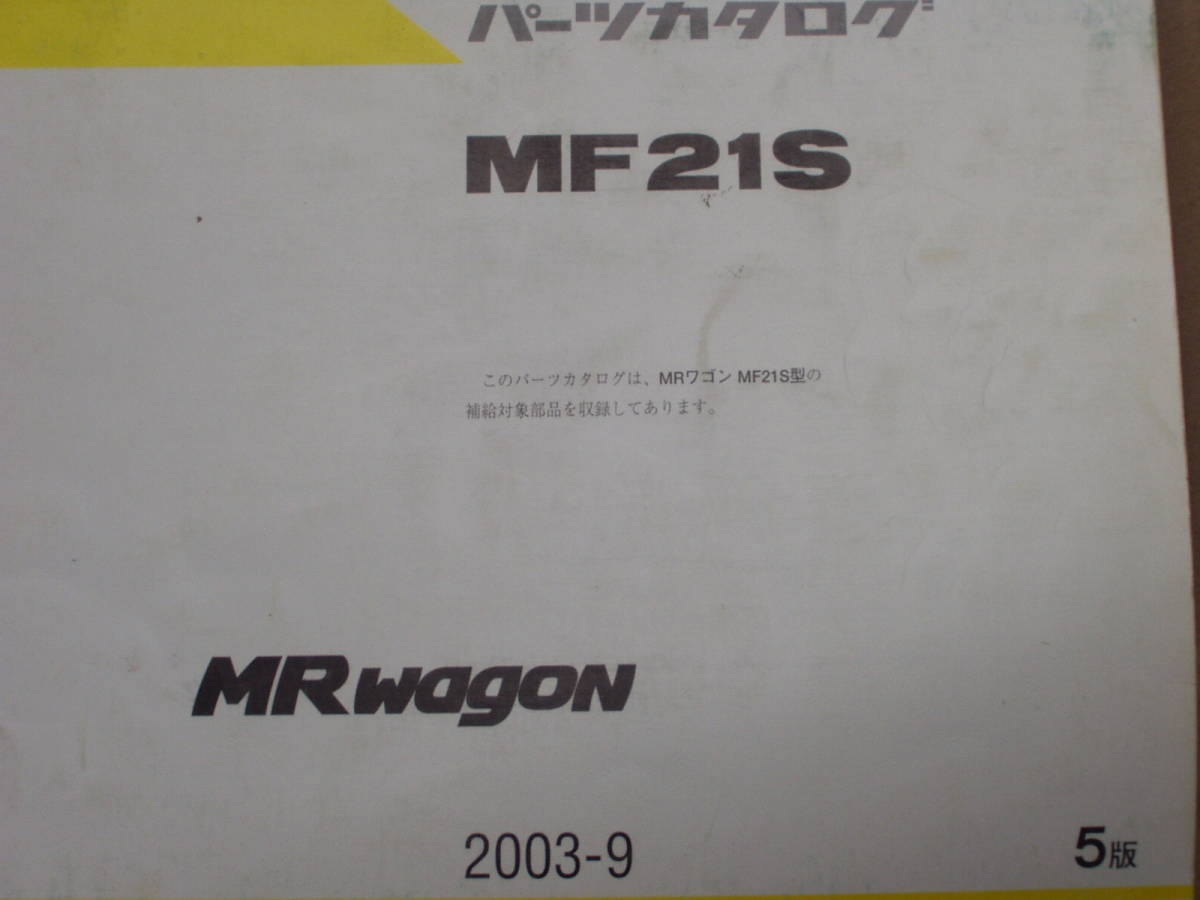 パーツカタログ
MF21S
このパーツカタログは、MRワゴン MF21S型の
補給対象部品を収録してあります。
MRwagon
2003-9
5版